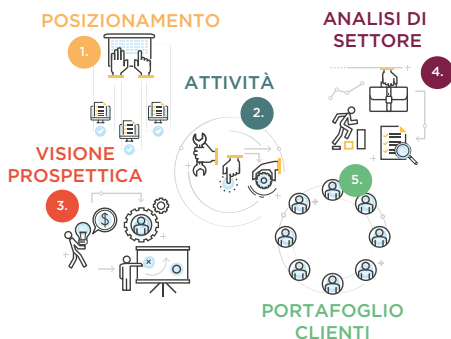 POSIZIONAMENTO
1.
ATTIVITÀ
2.
VISIONE
PROSPETTICA
3.
$
ANALISI DI
SETTORE
4.
5.
PORTAFOGLIO
CLIENTI